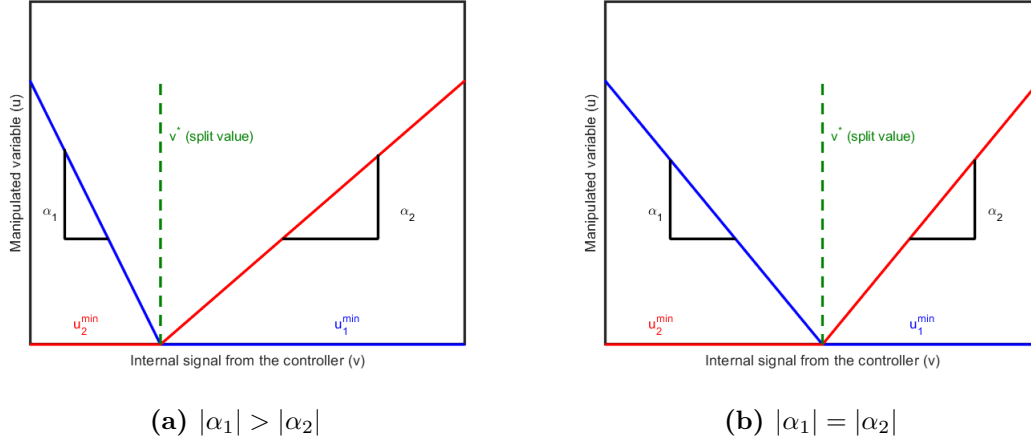 Manipulated variable (u)
v* (split value)
α₁
α₂
u₂ᵐⁱⁿ
u₁ᵐⁱⁿ
Internal signal from the controller (v)
(a) |α₁| > |α₂|
Manipulated variable (u)
v* (split value)
α₁
α₂
u₂ᵐⁱⁿ
u₁ᵐⁱⁿ
Internal signal from the controller (v)
(b) |α₁| = |α₂|